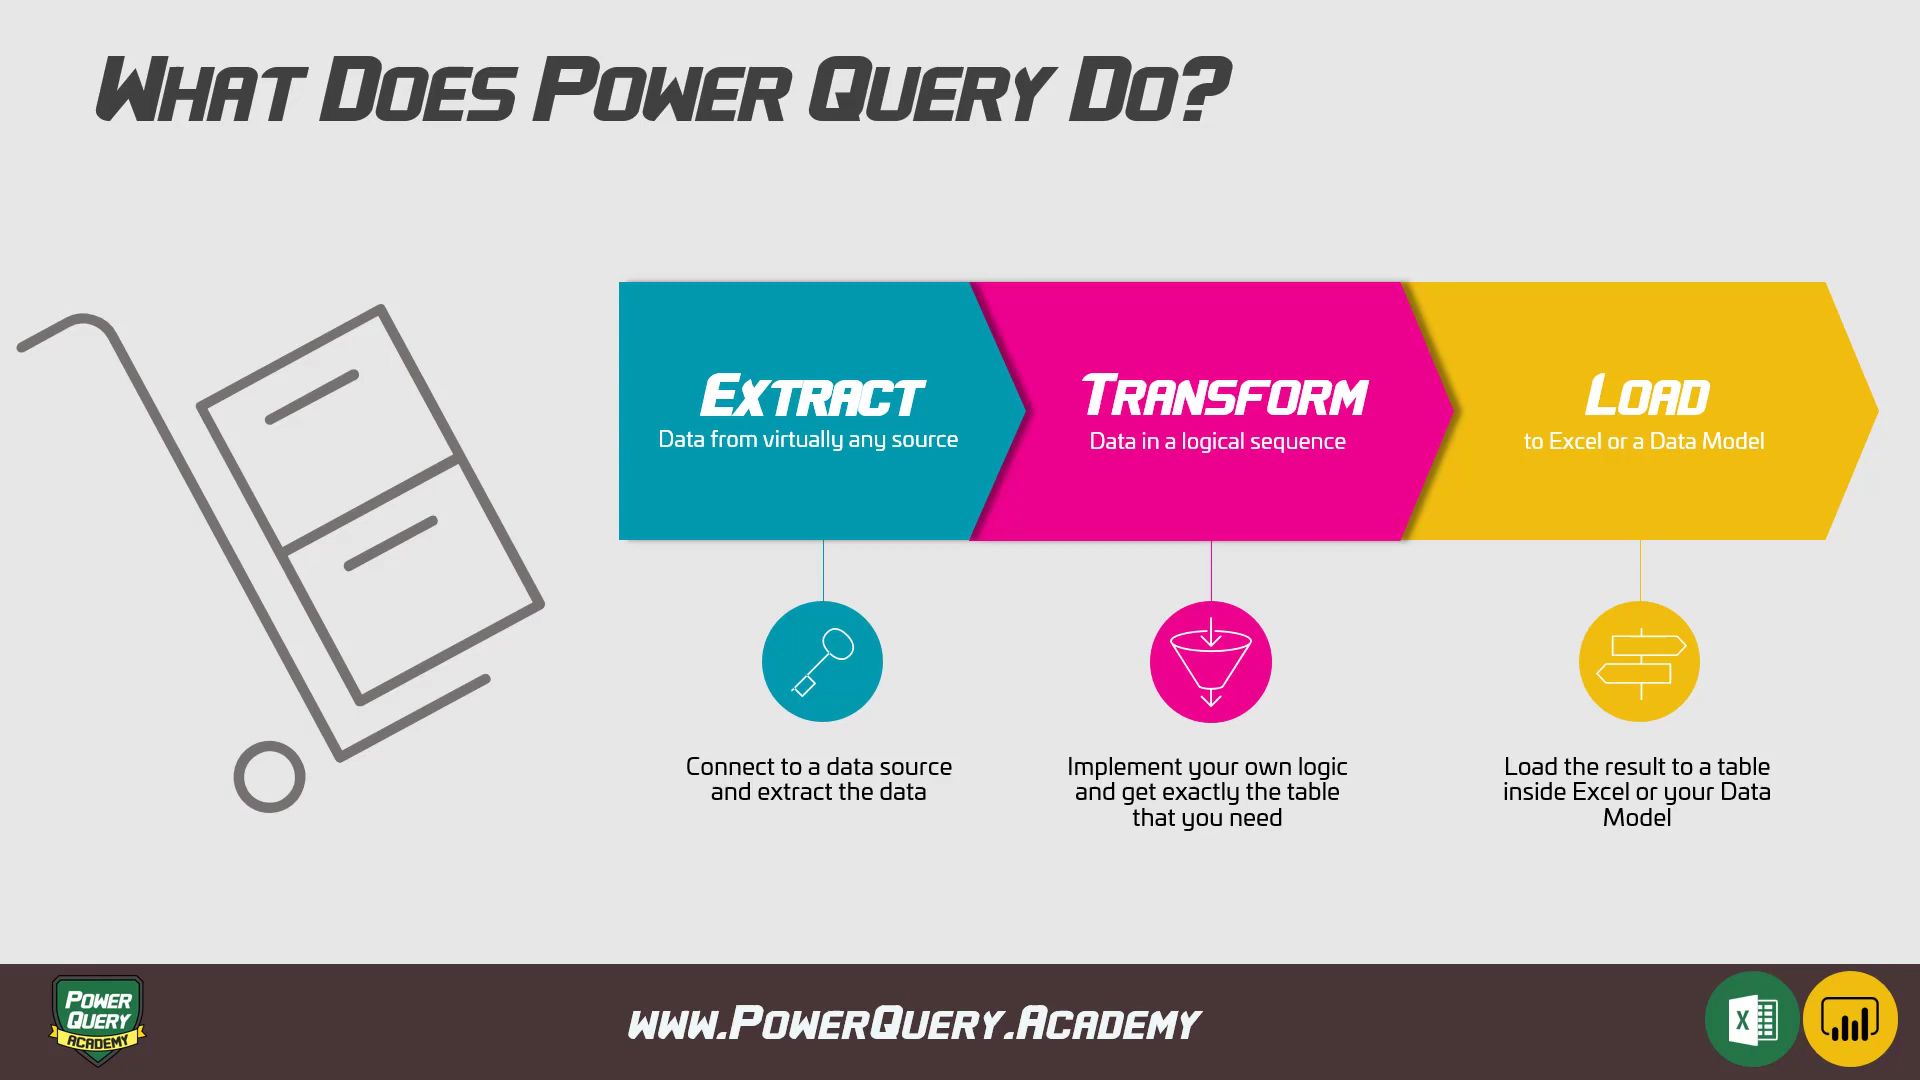 What Does Power Query Do?
Extract
Data from virtually any source
Transform
Data in a logical sequence
Load
to Excel or a Data Model
Connect to a data source
and extract the data
Implement your own logic
and get exactly the table
that you need
Load the result to a table
inside Excel or your Data
Model
Power
Query
Academy
www.PowerQuery.Academy
X